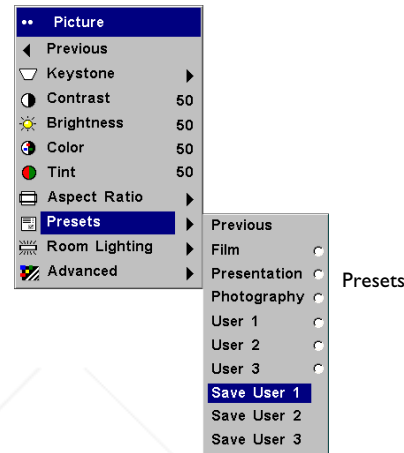 •• Picture
Previous
Keystone
Contrast 50
Brightness 50
Color 50
Tint 50
Aspect Ratio
Presets
Room Lighting
Advanced
Previous
Film
Presentation
Photography
User 1
User 2
User 3
Save User 1
Save User 2
Save User 3
Presets